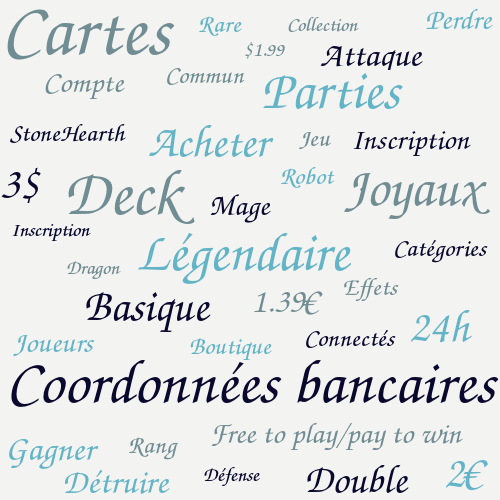 Cartes
Rare
Collection
Perdre
$1.99
Attaque
Compte
Commun
Parties
StoneHearth
Acheter
Jeu
Inscription
3$
Deck
Mage
Robot
Joyaux
Inscription
Dragon
Légendaire
Catégories
Basique
1.39€
Effets
Joueurs
Boutique
Connectés
24h
Coordonnées bancaires
Gagner
Rang
Free to play/pay to win
Détruire
Défense
Double
2€